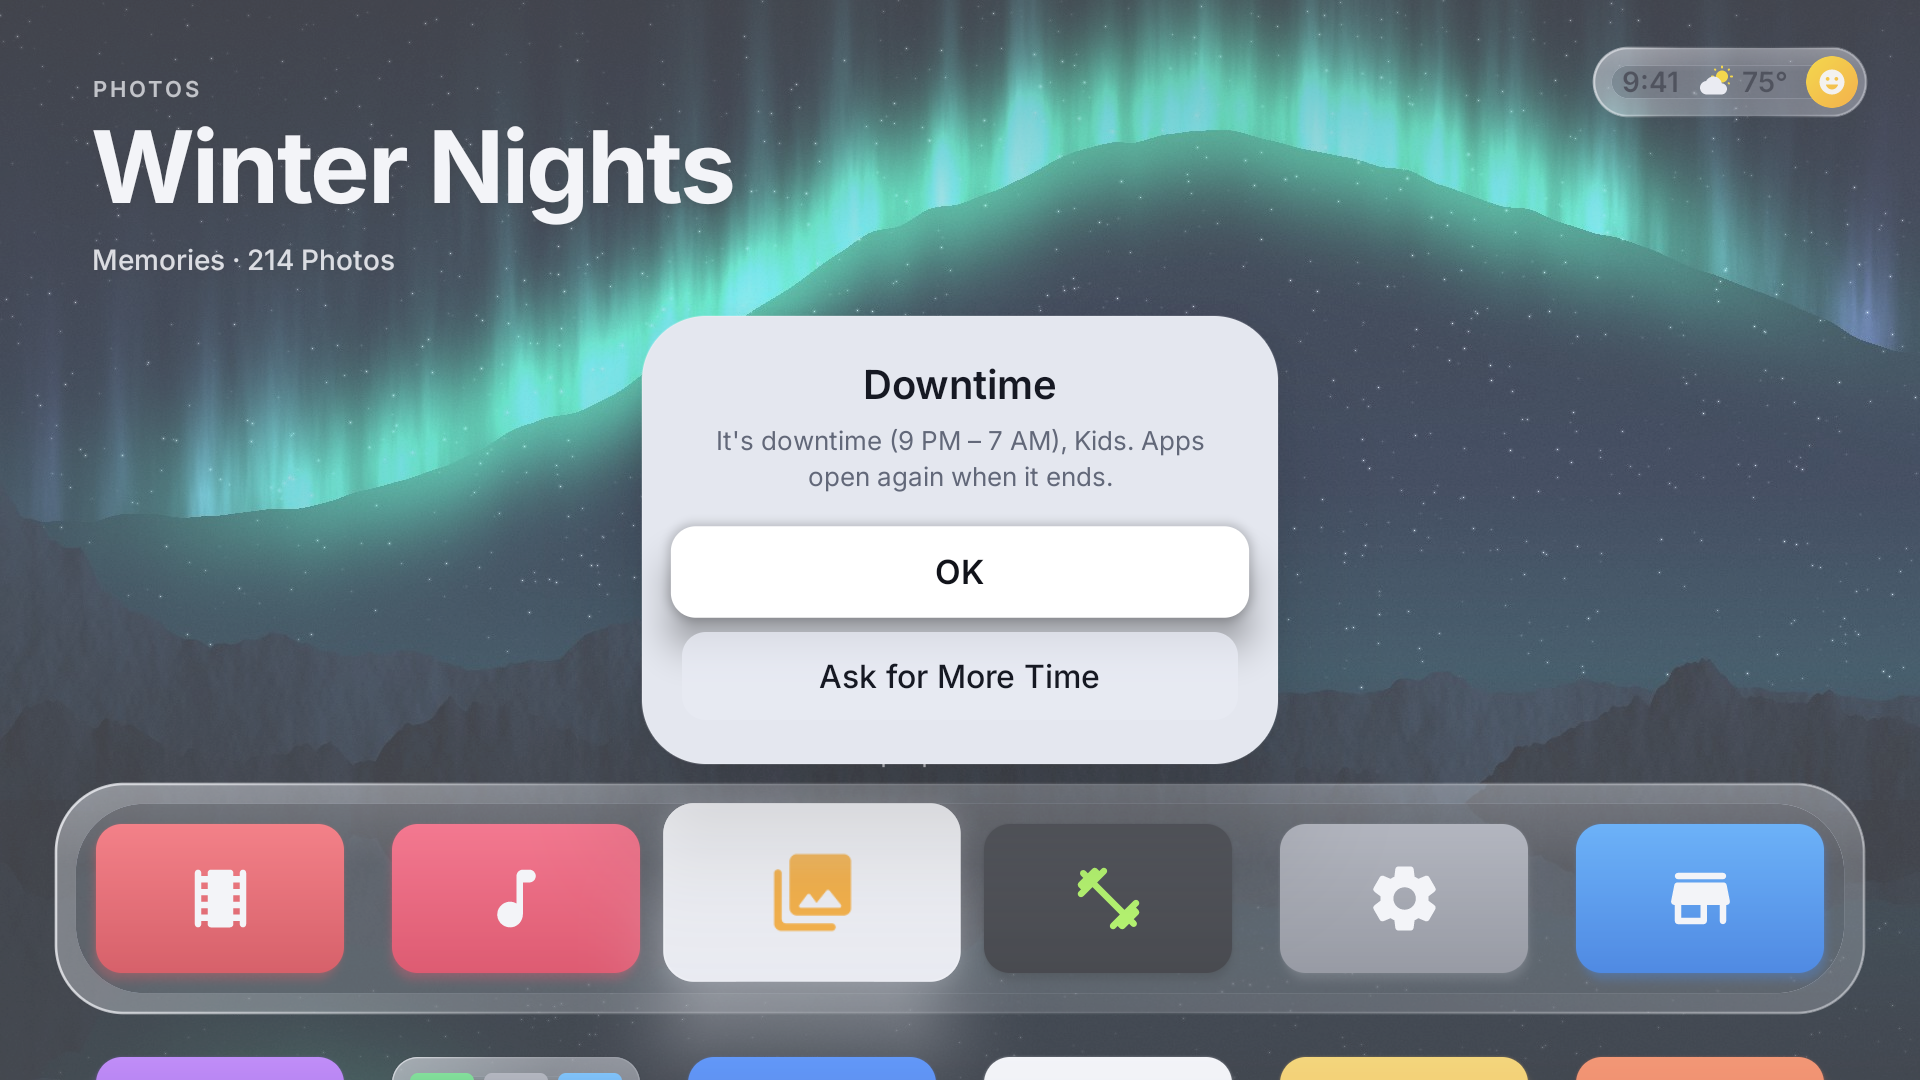 PHOTOS
Winter Nights
Memories · 214 Photos
9:41 75°
Downtime
It's downtime (9 PM – 7 AM), Kids. Apps
open again when it ends.
OK
Ask for More Time